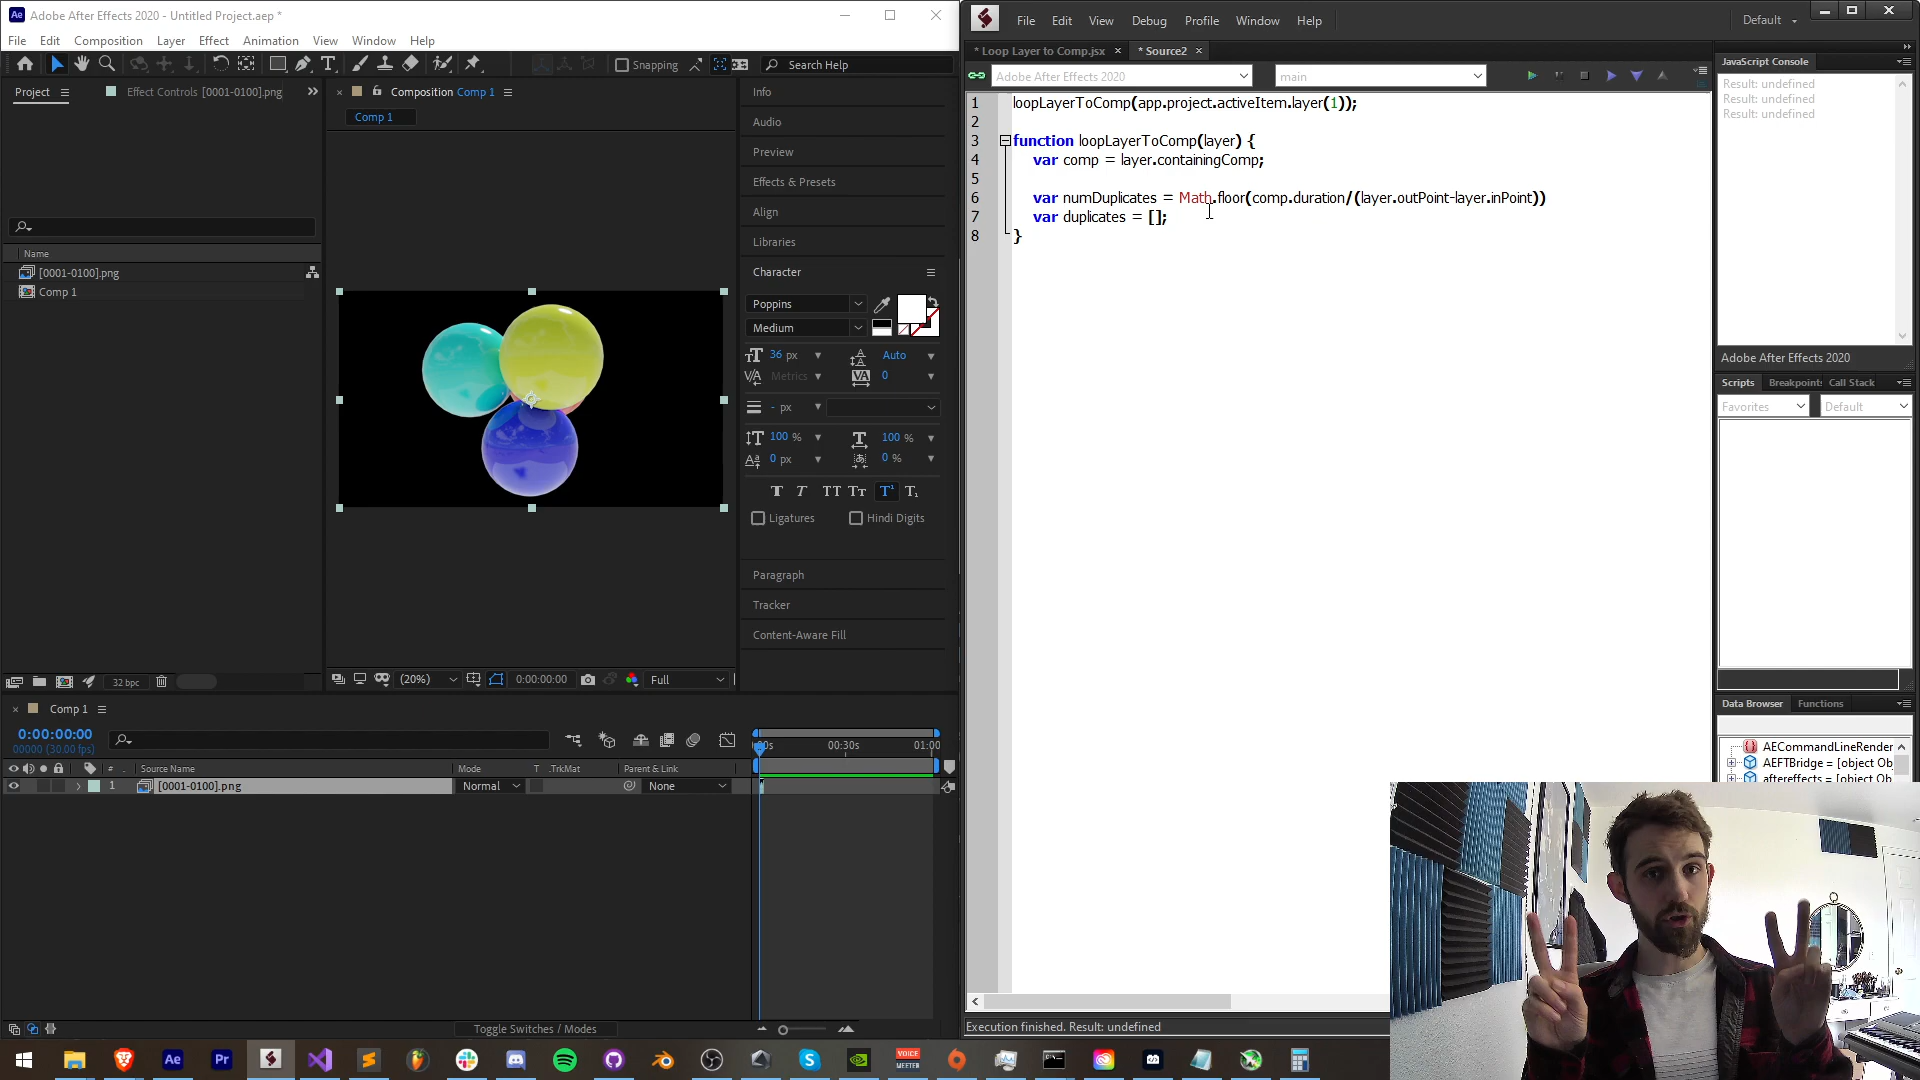 Adobe After Effects 2020 - Untitled Project.aep *
File Edit Composition Layer Effect Animation View Window Help
Snapping
Search Help
Project
Effect Controls [0001-0100].png
Composition Comp 1
Comp 1
Name
[0001-0100].png
Comp 1
Info
Audio
Preview
Effects & Presets
Align
Libraries
Character
Poppins
Medium
36 px
Auto
Metrics
0
- px
100 %
100 %
0 px
0 %
Ligatures
Hindi Digits
Paragraph
Tracker
Content-Aware Fill
32 bpc
(20%)
0:00:00:00
Full
Comp 1
0:00:00:00
00000 (30.00 fps)
00:30s
01:00
# Source Name Mode T .TrkMat Parent & Link
1 [0001-0100].png Normal None
Toggle Switches / Modes
File Edit View Debug Profile Window Help
Default
* Loop Layer to Comp.jsx
* Source2
Adobe After Effects 2020
main
1 loopLayerToComp(app.project.activeItem.layer(1));
2
3 function loopLayerToComp(layer) {
4 var comp = layer.containingComp;
5
6 var numDuplicates = Math.floor(comp.duration/(layer.outPoint-layer.inPoint))
7 var duplicates = [];
8 }
JavaScript Console
Result: undefined
Result: undefined
Result: undefined
Adobe After Effects 2020
Scripts Breakpoints Call Stack
Favorites
Default
Data Browser Functions
AECommandLineRender
AEFTBridge = [object Ob
aftereffects = [object Ob
Execution finished. Result: undefined
VOICE
MEETER